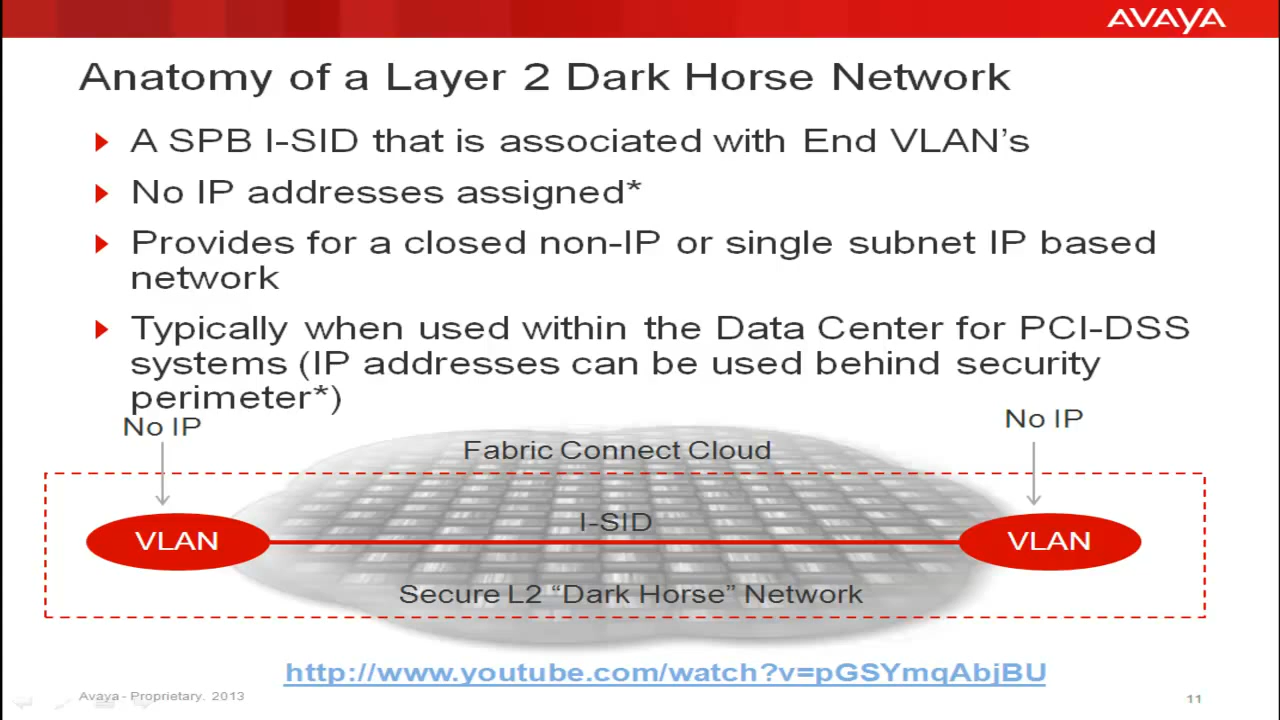 AVAYA
Anatomy of a Layer 2 Dark Horse Network
A SPB I-SID that is associated with End VLAN's
No IP addresses assigned*
Provides for a closed non-IP or single subnet IP based
network
Typically when used within the Data Center for PCI-DSS
systems (IP addresses can be used behind security
perimeter*)
No IP
No IP
Fabric Connect Cloud
I-SID
VLAN
VLAN
Secure L2 “Dark Horse” Network
http://www.youtube.com/watch?v=pGSYmqAbjBU
Avaya - Proprietary. 2013
11